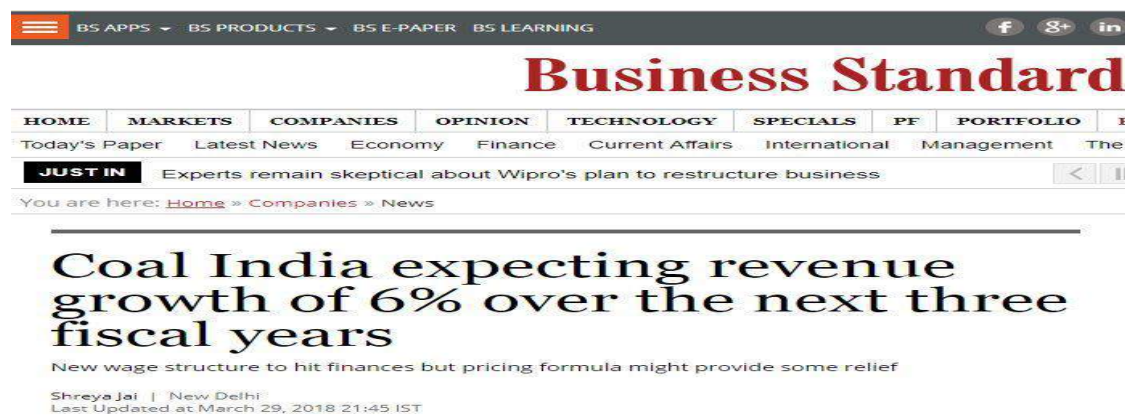 BS APPS BS PRODUCTS BS E-PAPER BS LEARNING f 8+ in
Business Standard
HOME MARKETS COMPANIES OPINION TECHNOLOGY SPECIALS PF PORTFOLIO
Today's Paper Latest News Economy Finance Current Affairs International Management The
JUST IN Experts remain skeptical about Wipro's plan to restructure business
You are here: Home » Companies » News
Coal India expecting revenue
growth of 6% over the next three
fiscal years
New wage structure to hit finances but pricing formula might provide some relief
Shreya Jai | New Delhi
Last Updated at March 29, 2018 21:45 IST